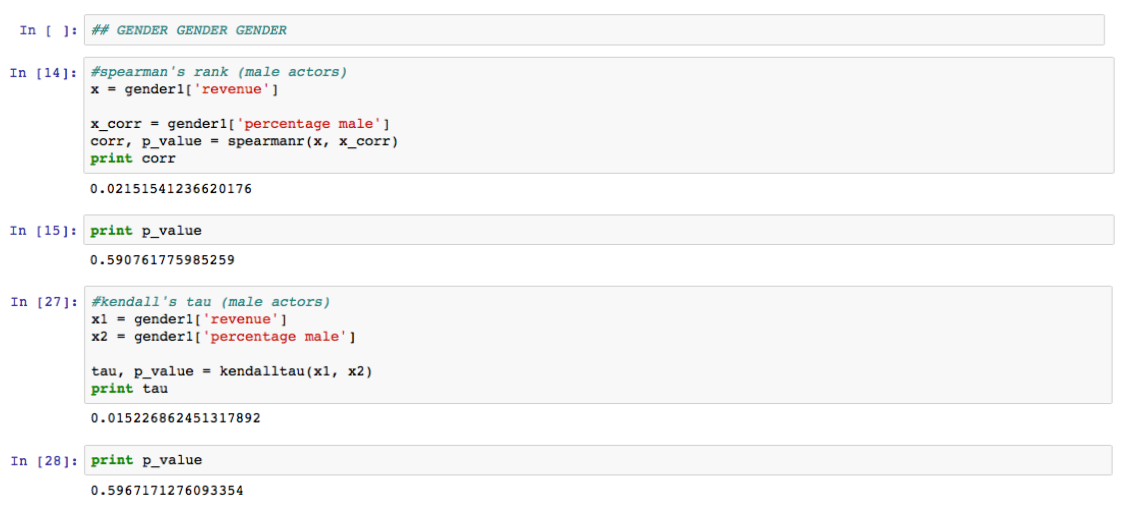 In [ ]: ## GENDER GENDER GENDER
In [14]: #spearman's rank (male actors)
x = gender1['revenue']
x_corr = gender1['percentage male']
corr, p_value = spearmanr(x, x_corr)
print corr
0.02151541236620176
In [15]: print p_value
0.590761775985259
In [27]: #kendall's tau (male actors)
x1 = gender1['revenue']
x2 = gender1['percentage male']
tau, p_value = kendalltau(x1, x2)
print tau
0.015226862451317892
In [28]: print p_value
0.5967171276093354